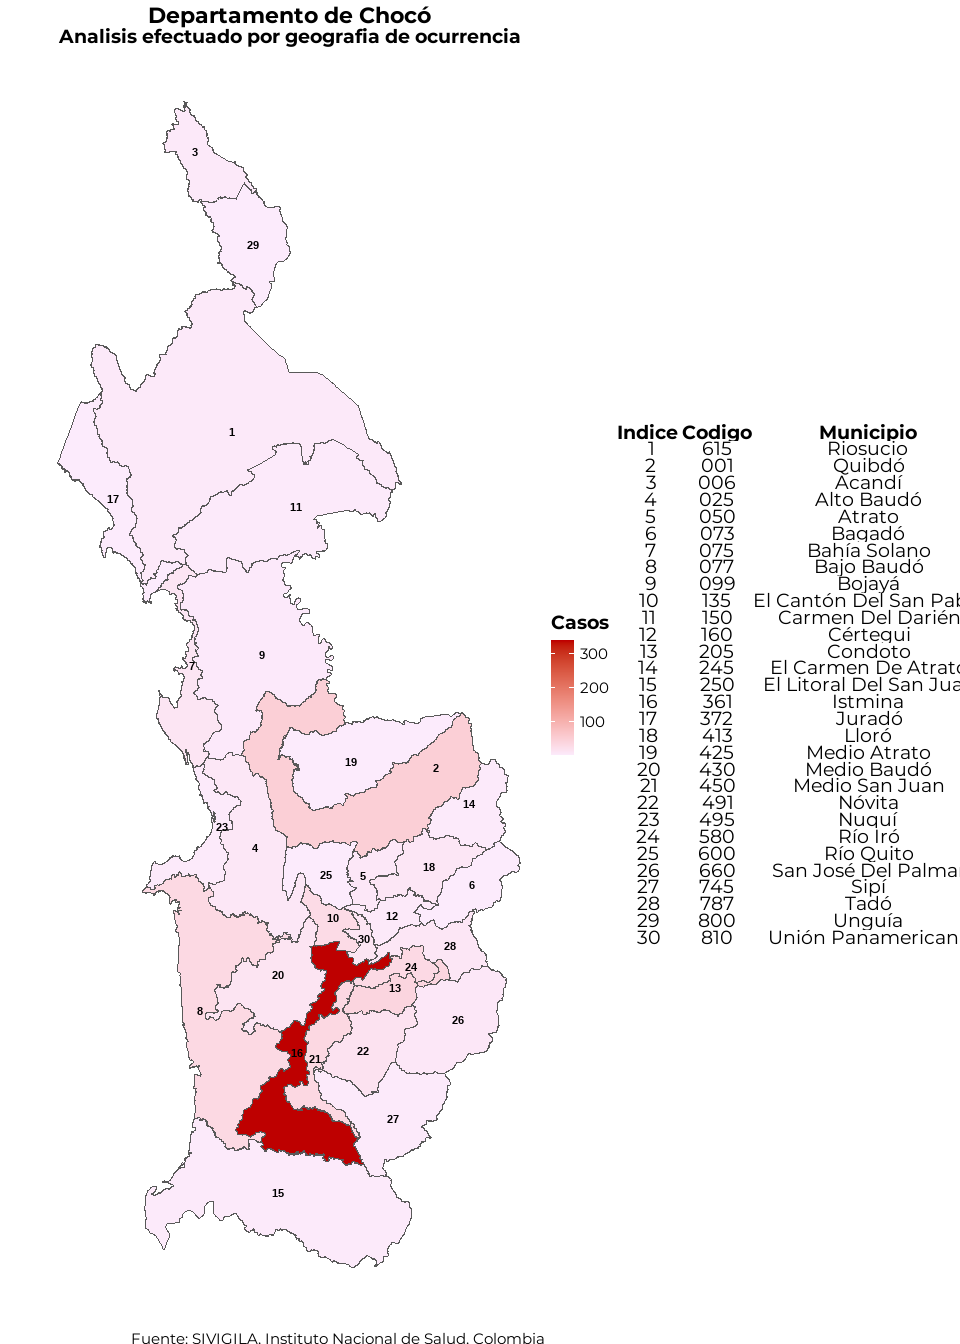 Departamento de Chocó
Analisis efectuado por geografia de ocurrencia
3
29
1
17
11
9
7
19
2
14
23
4
25
5
18
6
10
12
30
28
20
24
13
8
26
16
21
22
27
15
Casos
300
200
100
Indice Codigo Municipio
1 615 Riosucio
2 001 Quibdó
3 006 Acandí
4 025 Alto Baudó
5 050 Atrato
6 073 Bagadó
7 075 Bahía Solano
8 077 Bajo Baudó
9 099 Bojayá
10 135 El Cantón Del San Pab
11 150 Carmen Del Darién
12 160 Cértegui
13 205 Condoto
14 245 El Carmen De Atrato
15 250 El Litoral Del San Jua
16 361 Istmina
17 372 Juradó
18 413 Lloró
19 425 Medio Atrato
20 430 Medio Baudó
21 450 Medio San Juan
22 491 Nóvita
23 495 Nuquí
24 580 Río Iró
25 600 Río Quito
26 660 San José Del Palmar
27 745 Sipí
28 787 Tadó
29 800 Unguía
30 810 Unión Panamerican
Fuente: SIVIGILA, Instituto Nacional de Salud, Colombia